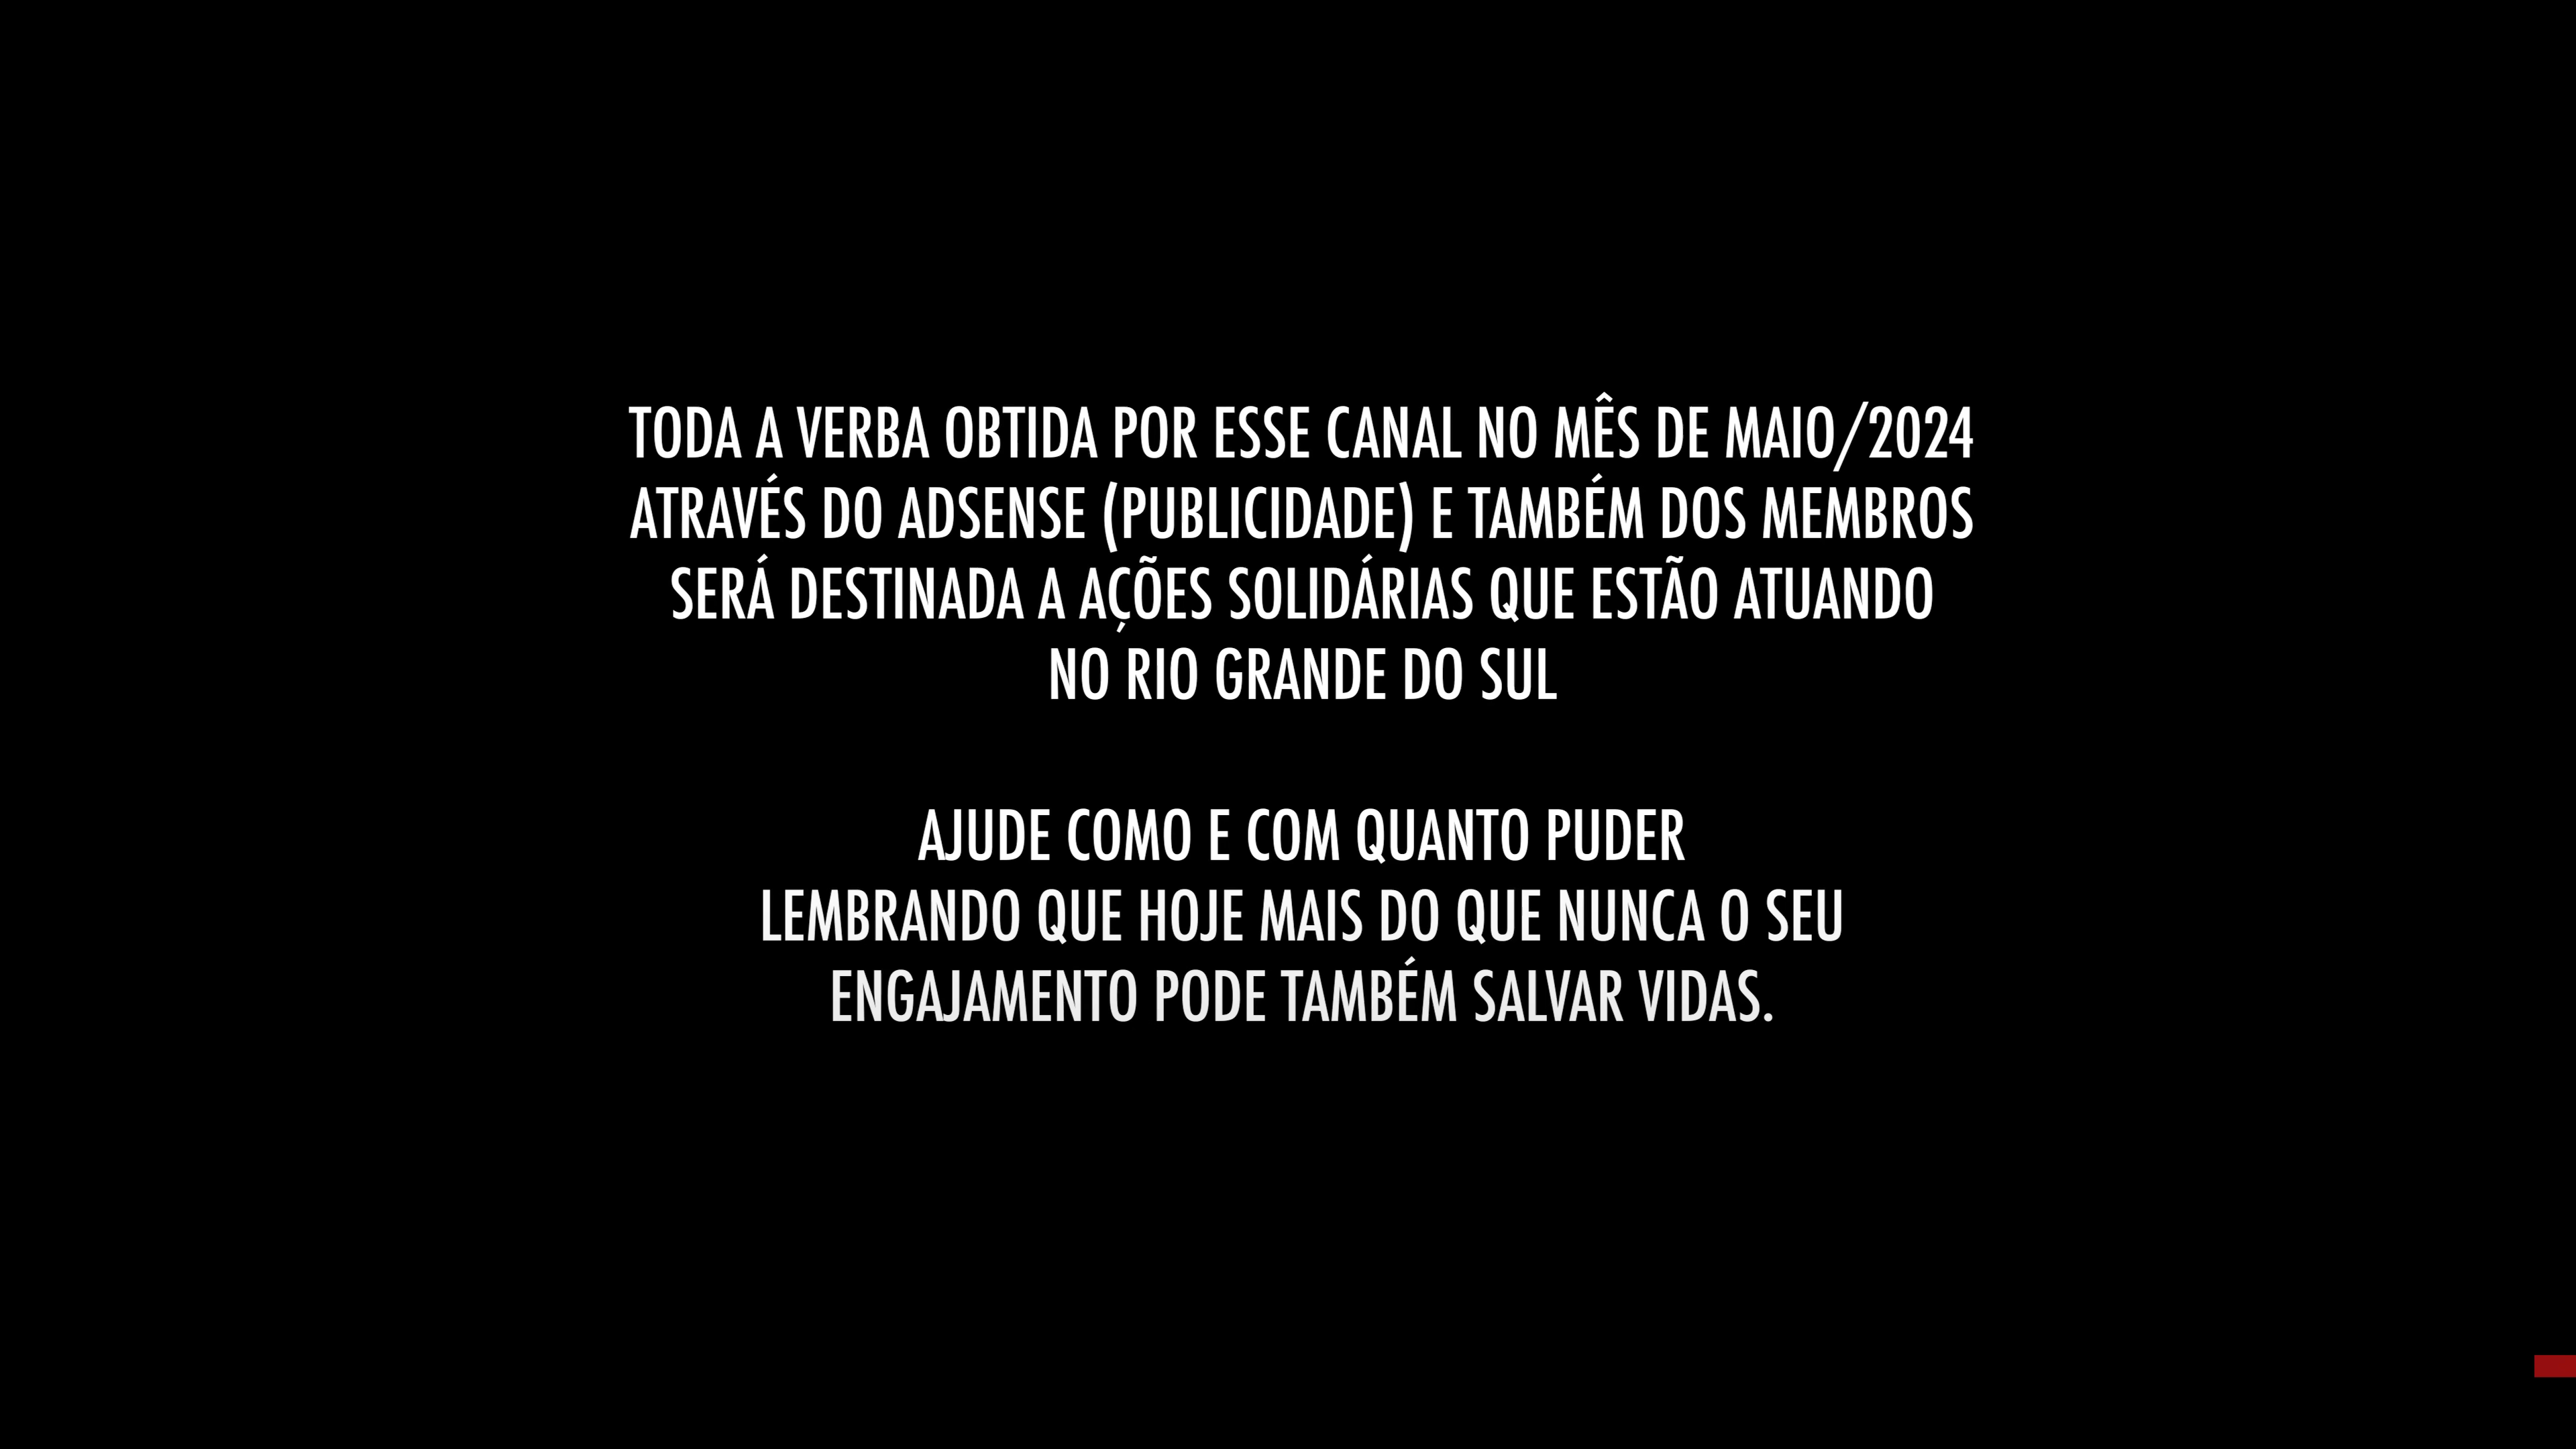 TODA A VERBA OBTIDA POR ESSE CANAL NO MÊS DE MAIO/2024
ATRAVÉS DO ADSENSE (PUBLICIDADE) E TAMBÉM DOS MEMBROS
SERÁ DESTINADA A AÇÕES SOLIDÁRIAS QUE ESTÃO ATUANDO
NO RIO GRANDE DO SUL
AJUDE COMO E COM QUANTO PUDER
LEMBRANDO QUE HOJE MAIS DO QUE NUNCA O SEU
ENGAJAMENTO PODE TAMBÉM SALVAR VIDAS.